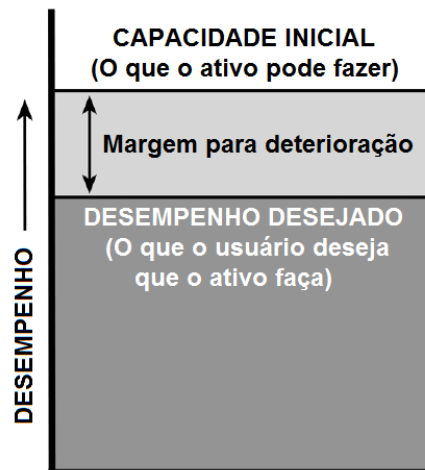 CAPACIDADE INICIAL
(O que o ativo pode fazer)
Margem para deterioração
DESEMPENHO DESEJADO
(O que o usuário deseja
que o ativo faça)
DESEMPENHO